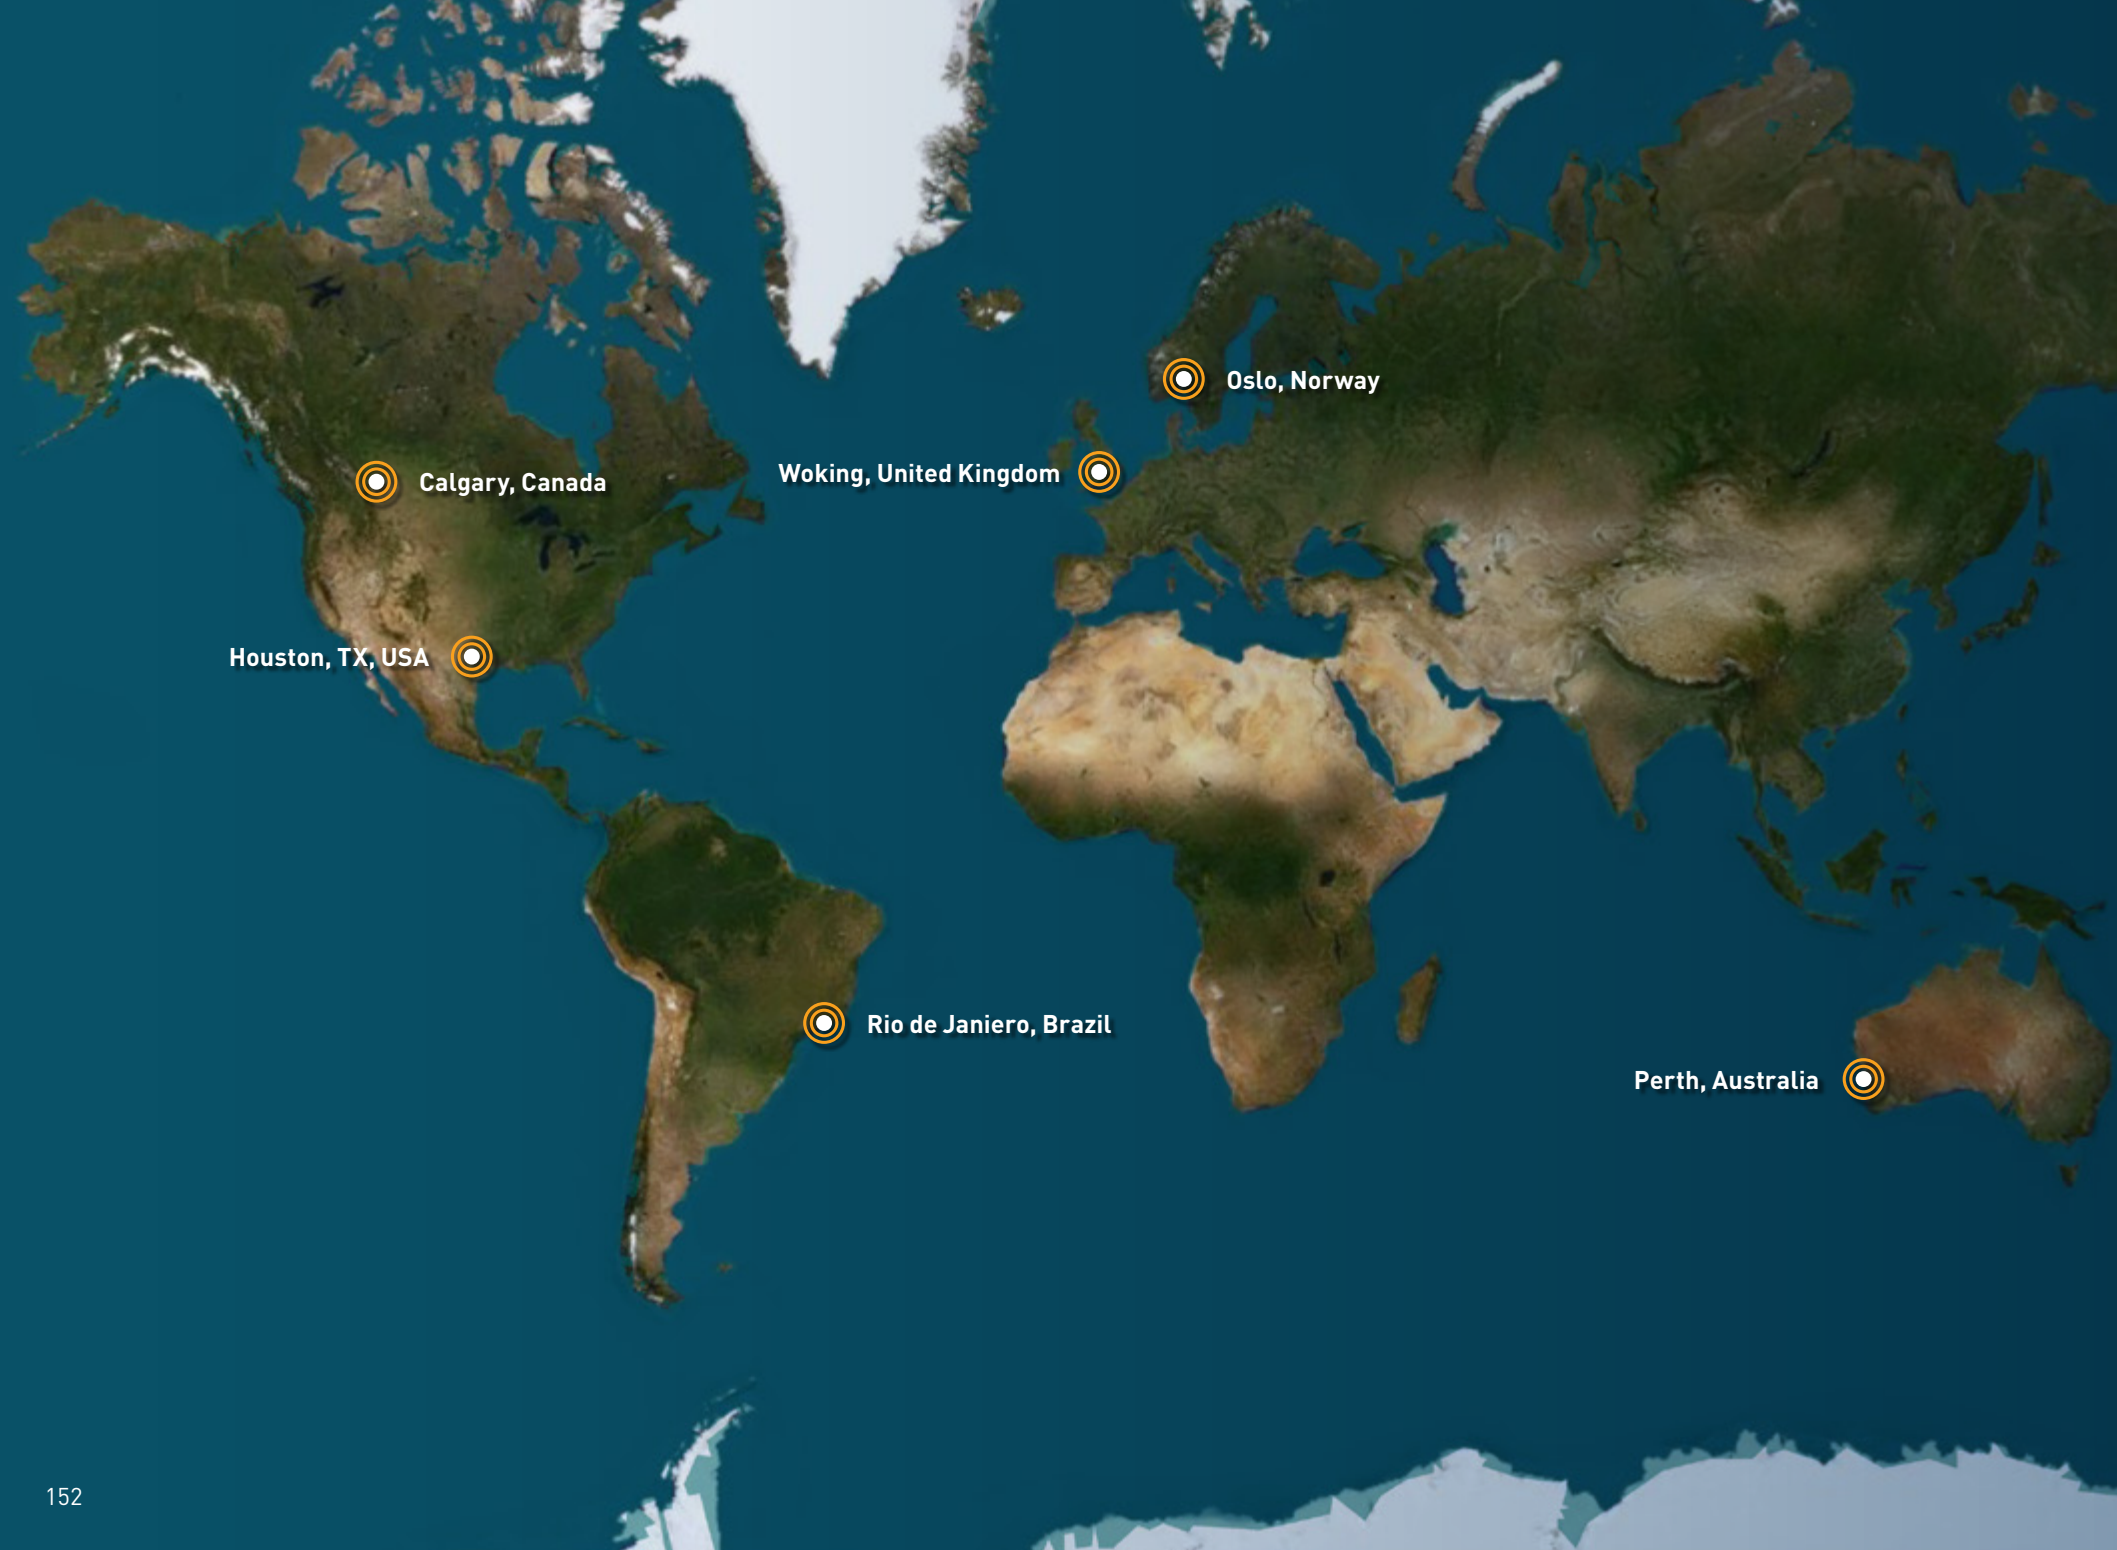 Oslo, Norway
Woking, United Kingdom
Calgary, Canada
Houston, TX, USA
Rio de Janiero, Brazil
Perth, Australia
152